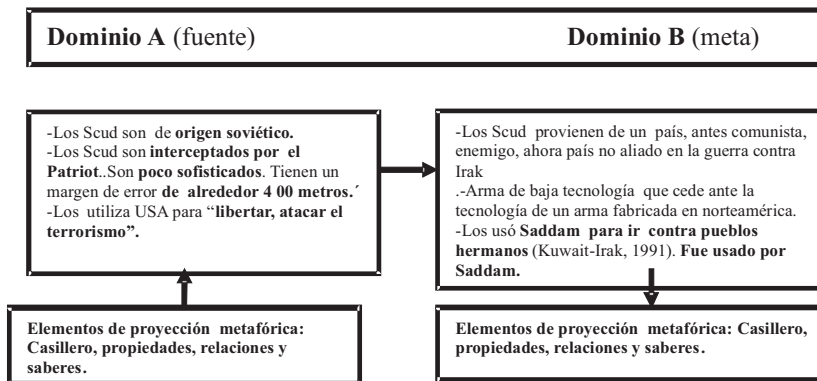 Dominio A (fuente) Dominio B (meta)
-Los Scud son de origen soviético.
-Los Scud son interceptados por el
Patriot..Son poco sofisticados. Tienen un
margen de error de alrededor 4 00 metros.´
-Los utiliza USA para “libertar, atacar el
terrorismo”.
-Los Scud provienen de un país, antes comunista,
enemigo, ahora país no aliado en la guerra contra
Irak
.-Arma de baja tecnología que cede ante la
tecnología de un arma fabricada en norteamérica.
-Los usó Saddam para ir contra pueblos
hermanos (Kuwait-Irak, 1991). Fue usado por
Saddam.
Elementos de proyección metafórica:
Casillero, propiedades, relaciones y
saberes.
Elementos de proyección metafórica: Casillero,
propiedades, relaciones y saberes.